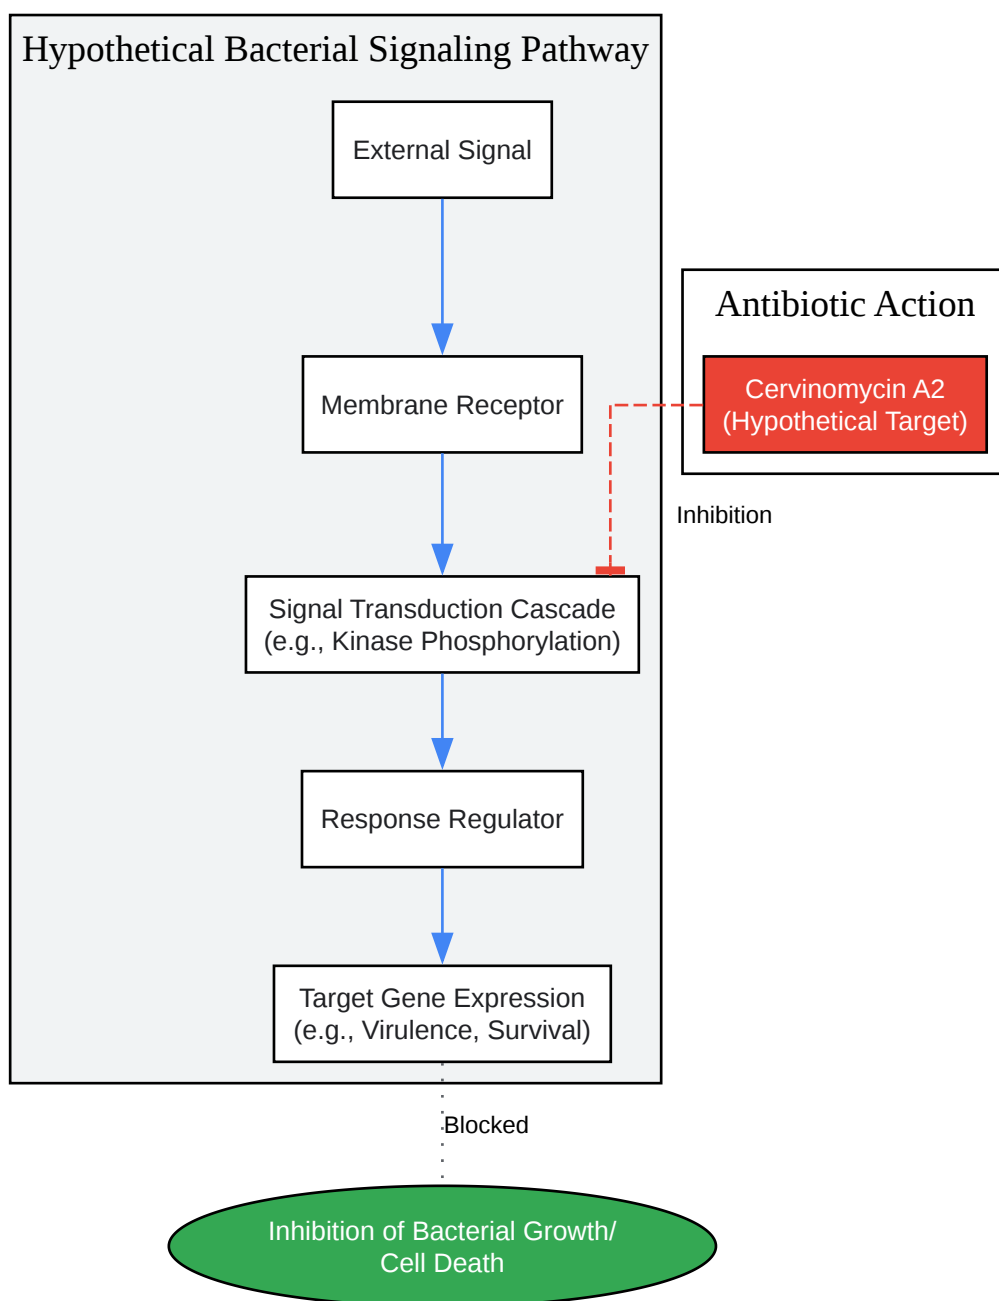 Hypothetical Bacterial Signaling Pathway
External Signal
Antibiotic Action
Membrane Receptor
Cervinomycin A2
(Hypothetical Target)
Inhibition
Signal Transduction Cascade
(e.g., Kinase Phosphorylation)
Response Regulator
Target Gene Expression
(e.g., Virulence, Survival)
Blocked
Inhibition of Bacterial Growth/
Cell Death